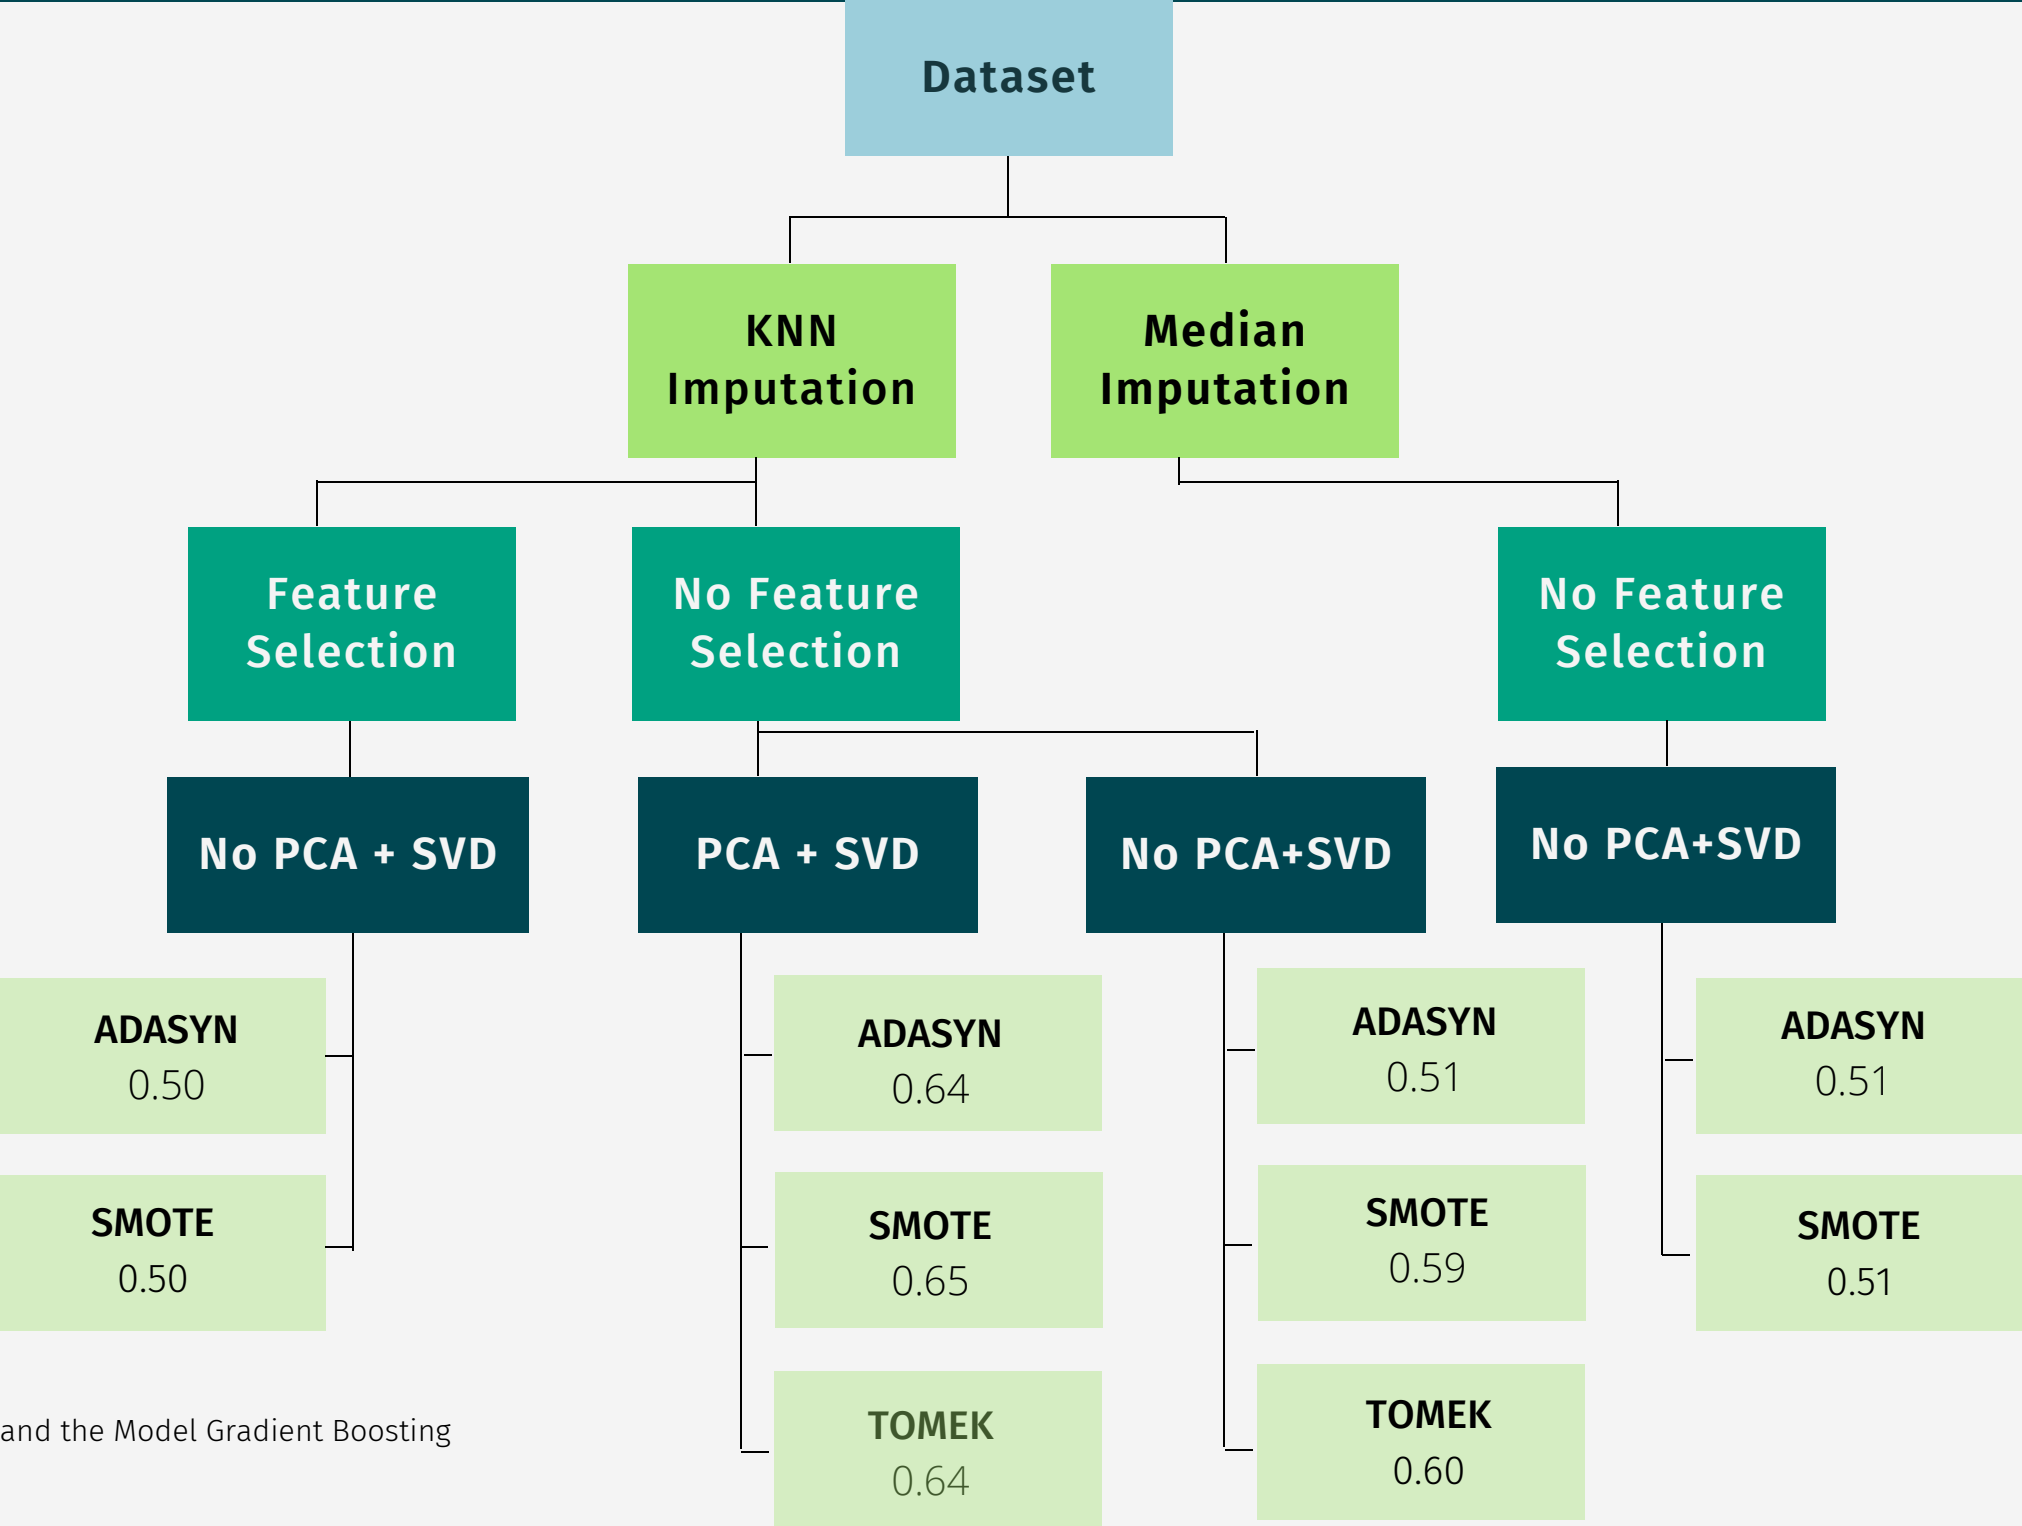 Dataset
KNN
Imputation
Median
Imputation
Feature
Selection
No Feature
Selection
No Feature
Selection
No PCA + SVD
PCA + SVD
No PCA+SVD
No PCA+SVD
ADASYN
0.50
SMOTE
0.50
ADASYN
0.64
SMOTE
0.65
TOMEK
0.64
ADASYN
0.51
SMOTE
0.59
TOMEK
0.60
ADASYN
0.51
SMOTE
0.51
and the Model Gradient Boosting